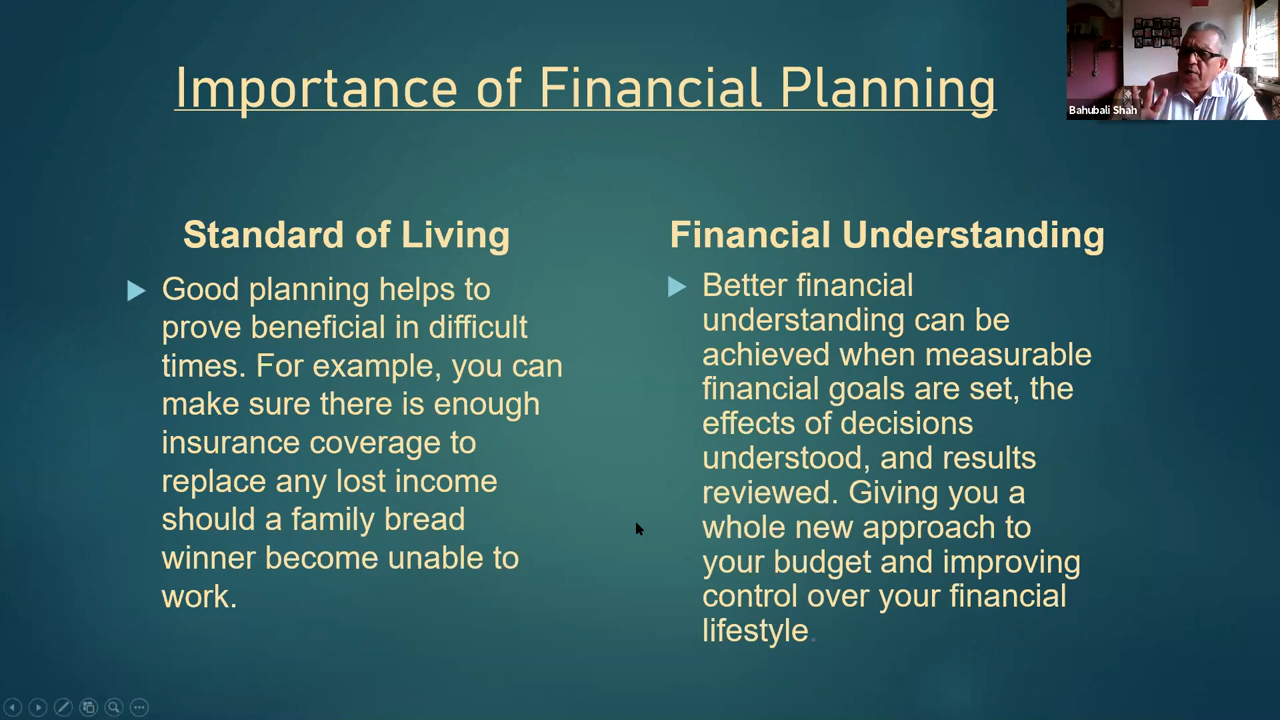 Importance of Financial Planning
Bahubali Shah
Standard of Living
Good planning helps to
prove beneficial in difficult
times. For example, you can
make sure there is enough
insurance coverage to
replace any lost income
should a family bread
winner become unable to
work.
Financial Understanding
Better financial
understanding can be
achieved when measurable
financial goals are set, the
effects of decisions
understood, and results
reviewed. Giving you a
whole new approach to
your budget and improving
control over your financial
lifestyle.